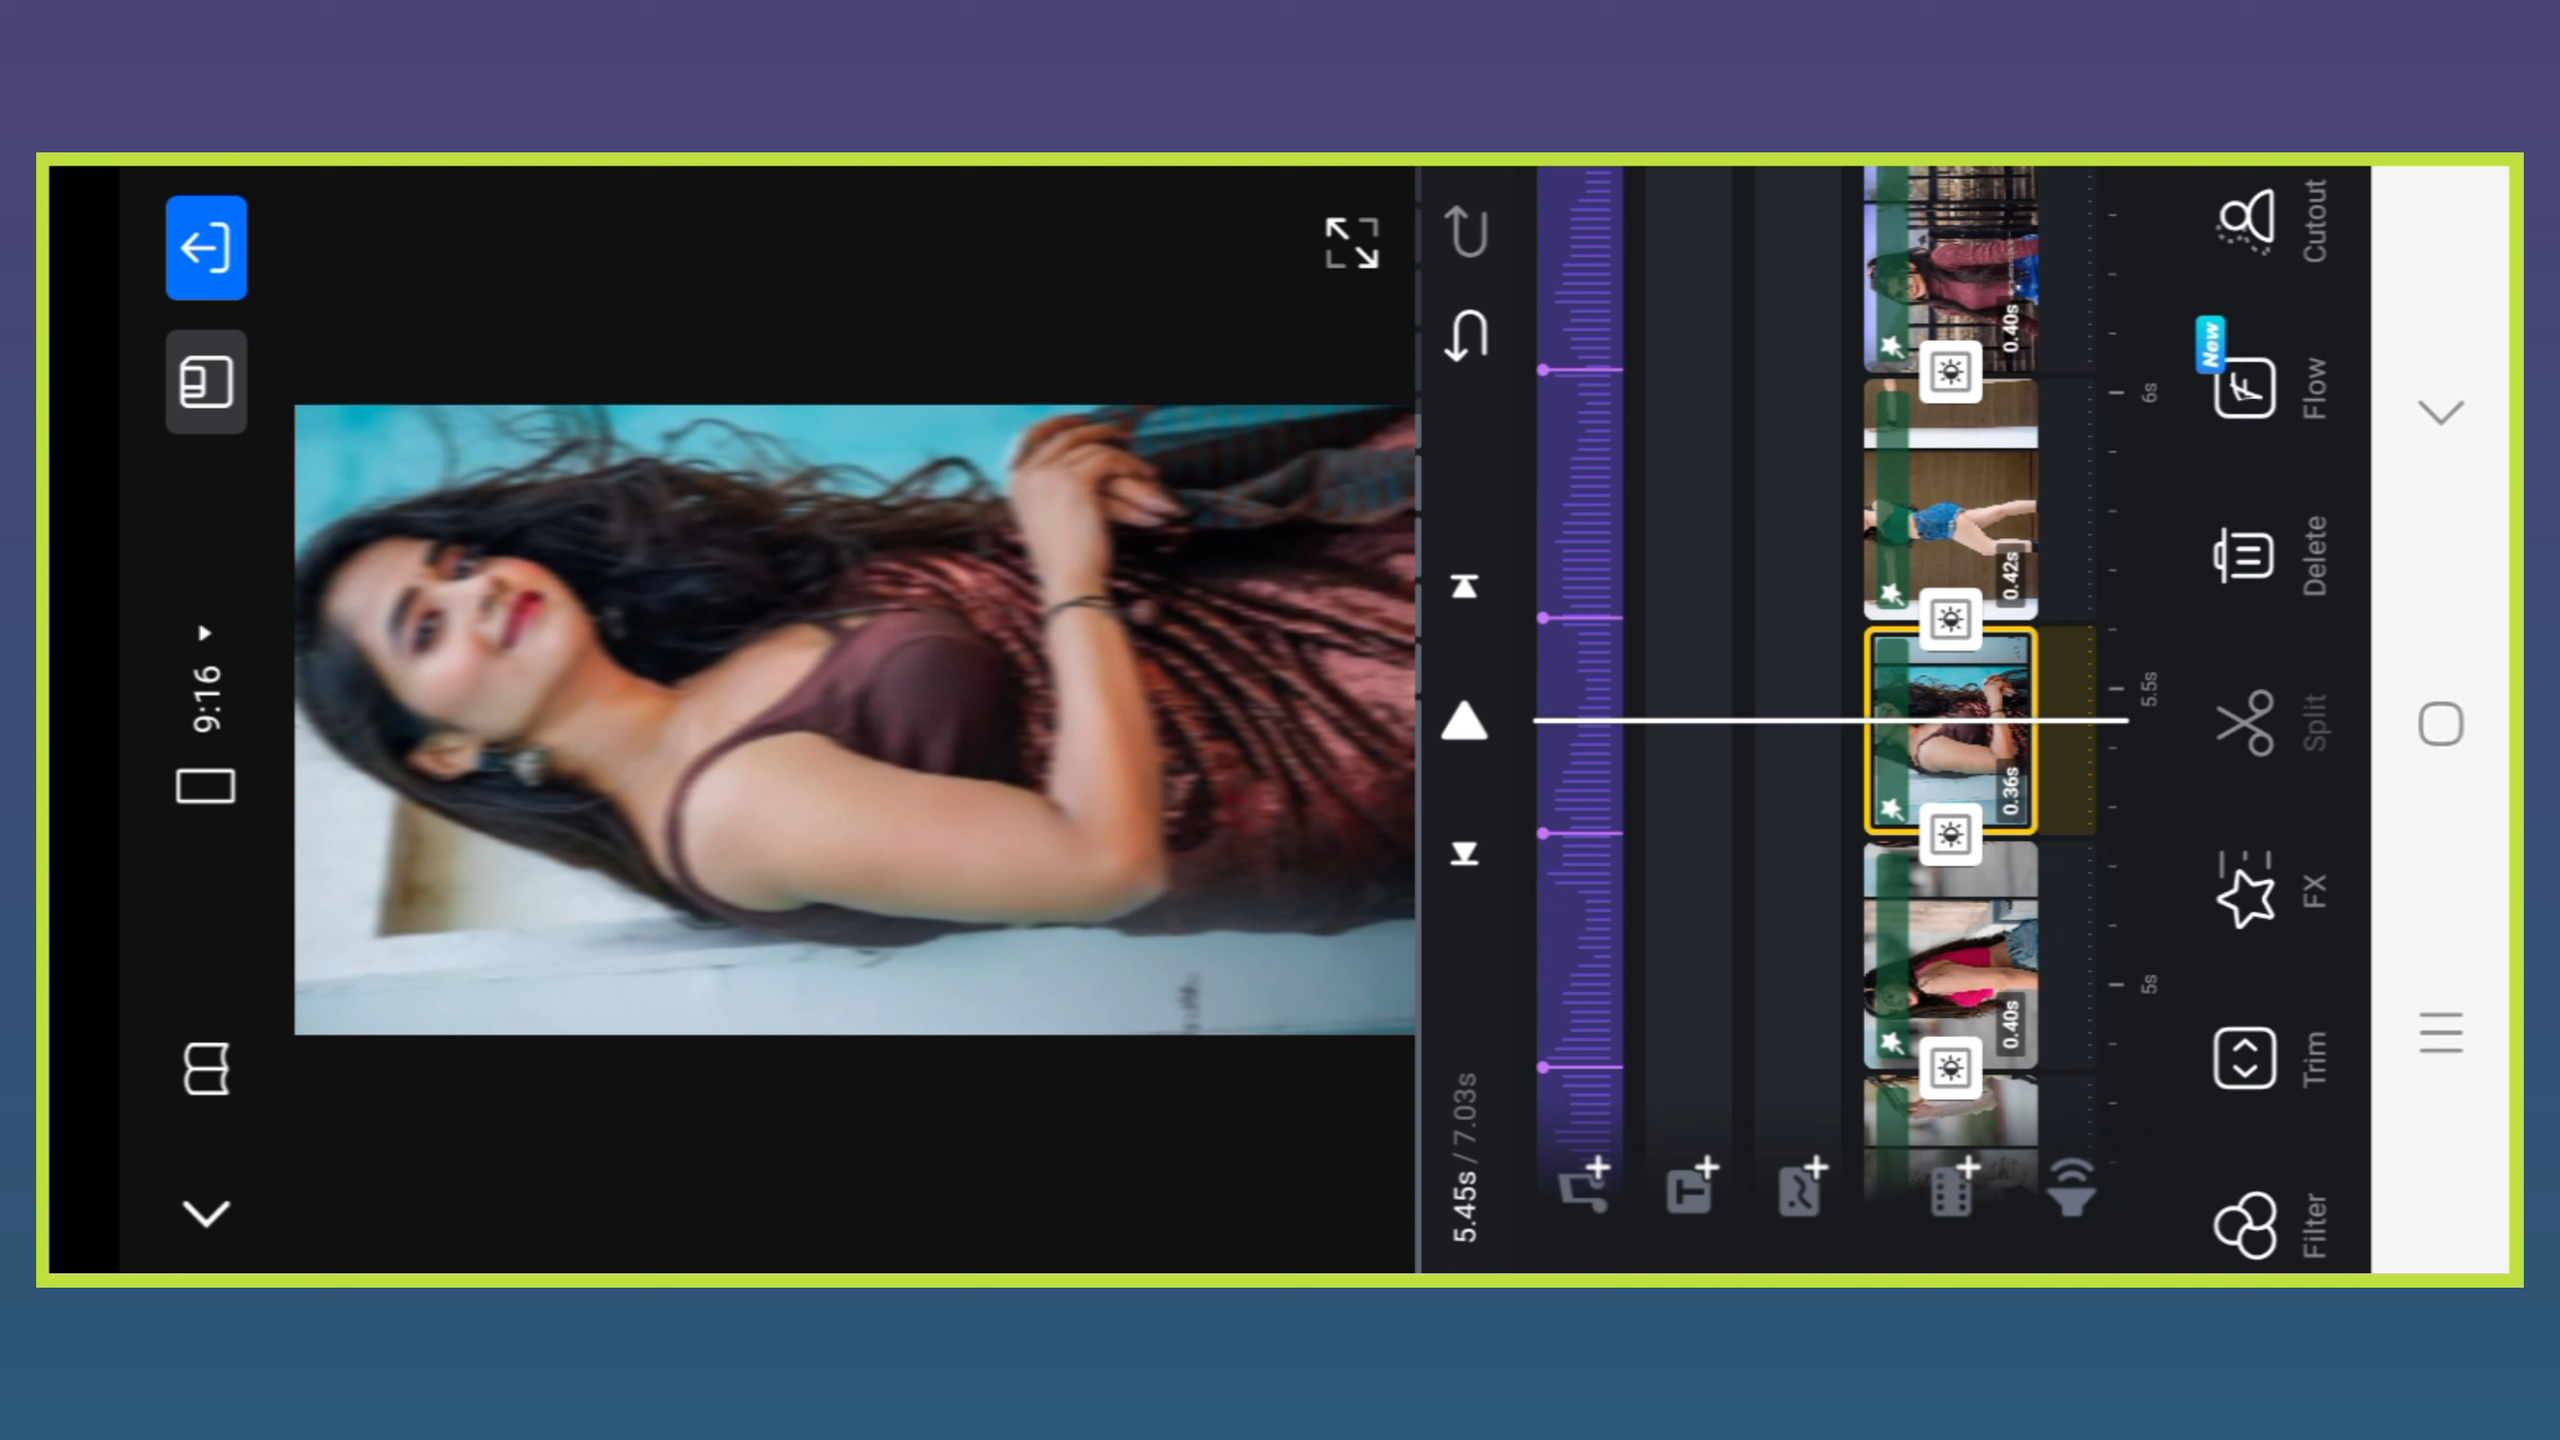 9:16
5.45s / 7.03s
0.40s
0.36s
0.42s
0.40s
5s
5.5s
6s
New
Filter
Trim
FX
Split
Delete
Flow
Cutout